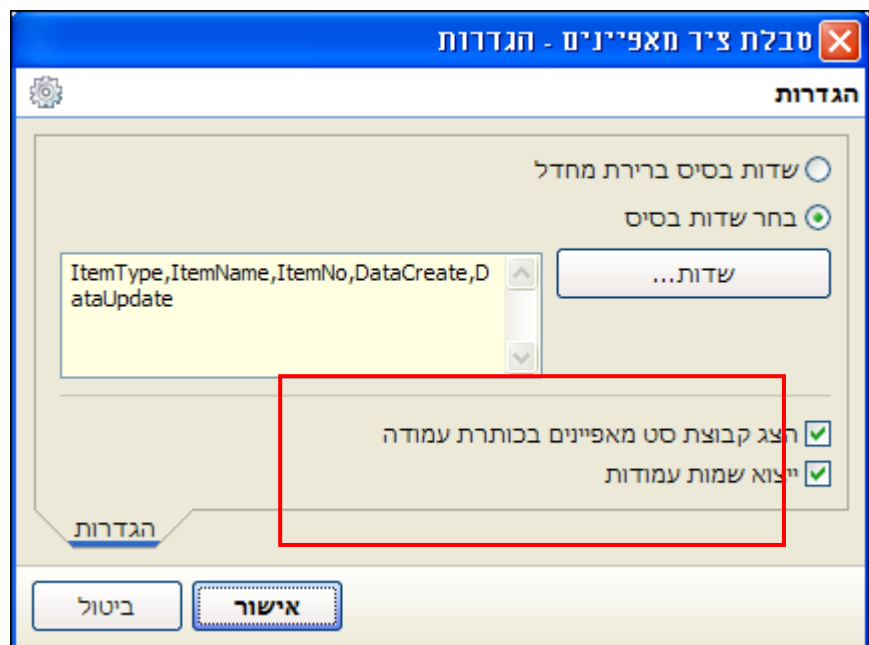 טבלת ציר מאפיינים - הגדרות
הגדרות
שדות בסיס ברירת מחדל
בחר שדות בסיס
שדות...
ItemType,ItemName,ItemNo,DataCreate,D
ataUpdate
הצג קבוצת סט מאפיינים בכותרת עמודה
ייצוא שמות עמודות
הגדרות
אישור
ביטול